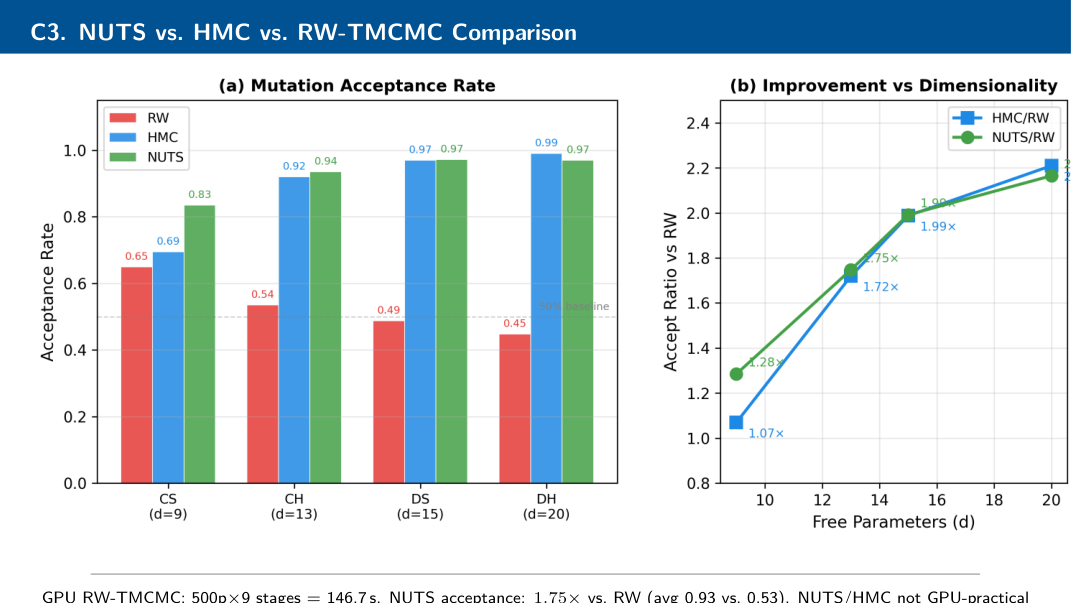 C3. NUTS vs. HMC vs. RW-TMCMC Comparison
(a) Mutation Acceptance Rate
RW
HMC
NUTS
Acceptance Rate
1.0
0.8
0.6
0.4
0.2
0.0
0.65
0.69
0.83
0.54
0.92
0.94
0.49
0.97
0.97
0.45
0.99
0.97
baseline
CS
(d=9)
CH
(d=13)
DS
(d=15)
DH
(d=20)
(b) Improvement vs Dimensionality
HMC/RW
NUTS/RW
Accept Ratio vs RW
2.4
2.2
2.0
1.8
1.6
1.4
1.2
1.0
0.8
1.28×
1.07×
1.75×
1.72×
1.99×
1.99×
10
12
14
16
18
20
Free Parameters (d)
GPU RW-TMCMC: 500p×9 stages = 146.7 s. NUTS acceptance: 1.75× vs. RW (avg 0.93 vs. 0.53). NUTS/HMC not GPU-practical